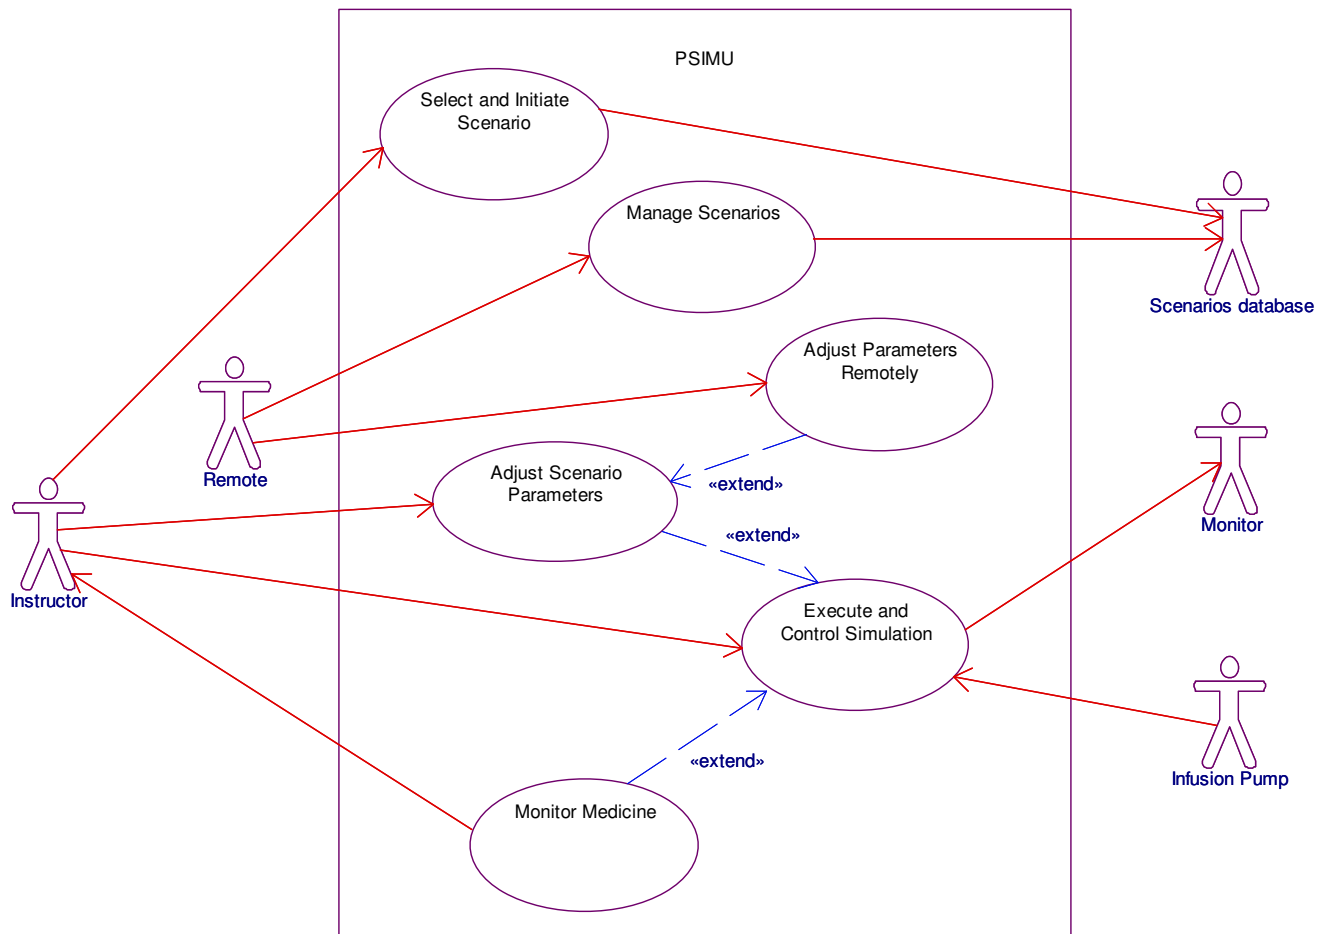 PSIMU
Select and Initiate
Scenario
Manage Scenarios
Scenarios database
Adjust Parameters
Remotely
Remote
Adjust Scenario
Parameters
«extend»
Monitor
«extend»
Instructor
Execute and
Control Simulation
«extend»
Infusion Pump
Monitor Medicine